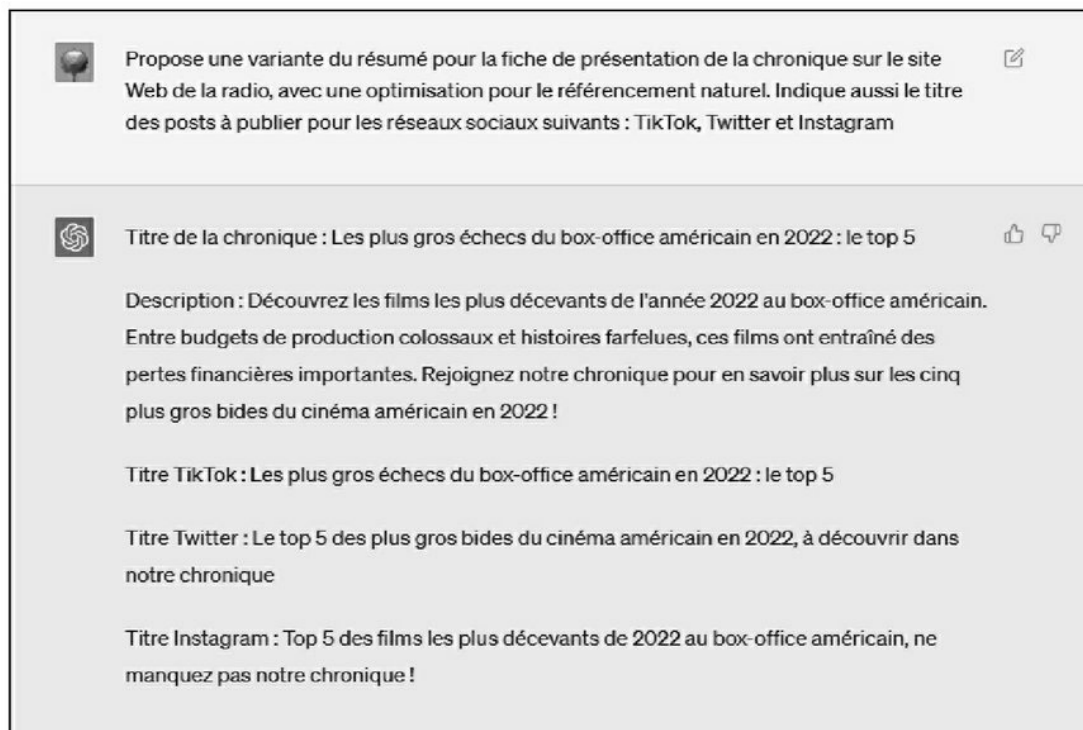 Propose une variante du résumé pour la fiche de présentation de la chronique sur le site
Web de la radio, avec une optimisation pour le référencement naturel. Indique aussi le titre
des posts à publier pour les réseaux sociaux suivants : TikTok, Twitter et Instagram
Titre de la chronique : Les plus gros échecs du box-office américain en 2022 : le top 5
Description : Découvrez les films les plus décevants de l'année 2022 au box-office américain.
Entre budgets de production colossaux et histoires farfelues, ces films ont entraîné des
pertes financières importantes. Rejoignez notre chronique pour en savoir plus sur les cinq
plus gros bides du cinéma américain en 2022 !
Titre TikTok : Les plus gros échecs du box-office américain en 2022 : le top 5
Titre Twitter : Le top 5 des plus gros bides du cinéma américain en 2022, à découvrir dans
notre chronique
Titre Instagram : Top 5 des films les plus décevants de 2022 au box-office américain, ne
manquez pas notre chronique !